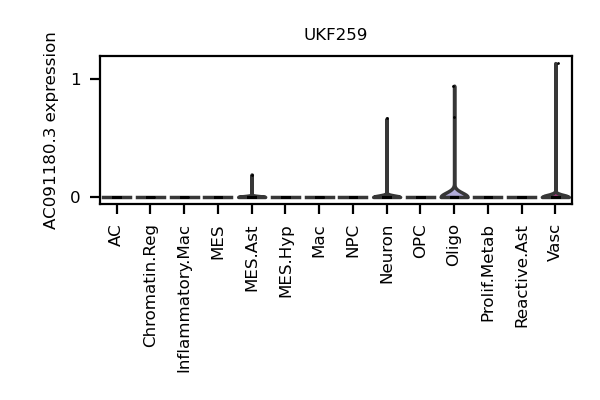 UKF259
AC091180.3 expression
1
0
AC
Chromatin.Reg
Inflammatory.Mac
MES
MES.Ast
MES.Hyp
Mac
NPC
Neuron
OPC
Oligo
Prolif.Metab
Reactive.Ast
Vasc